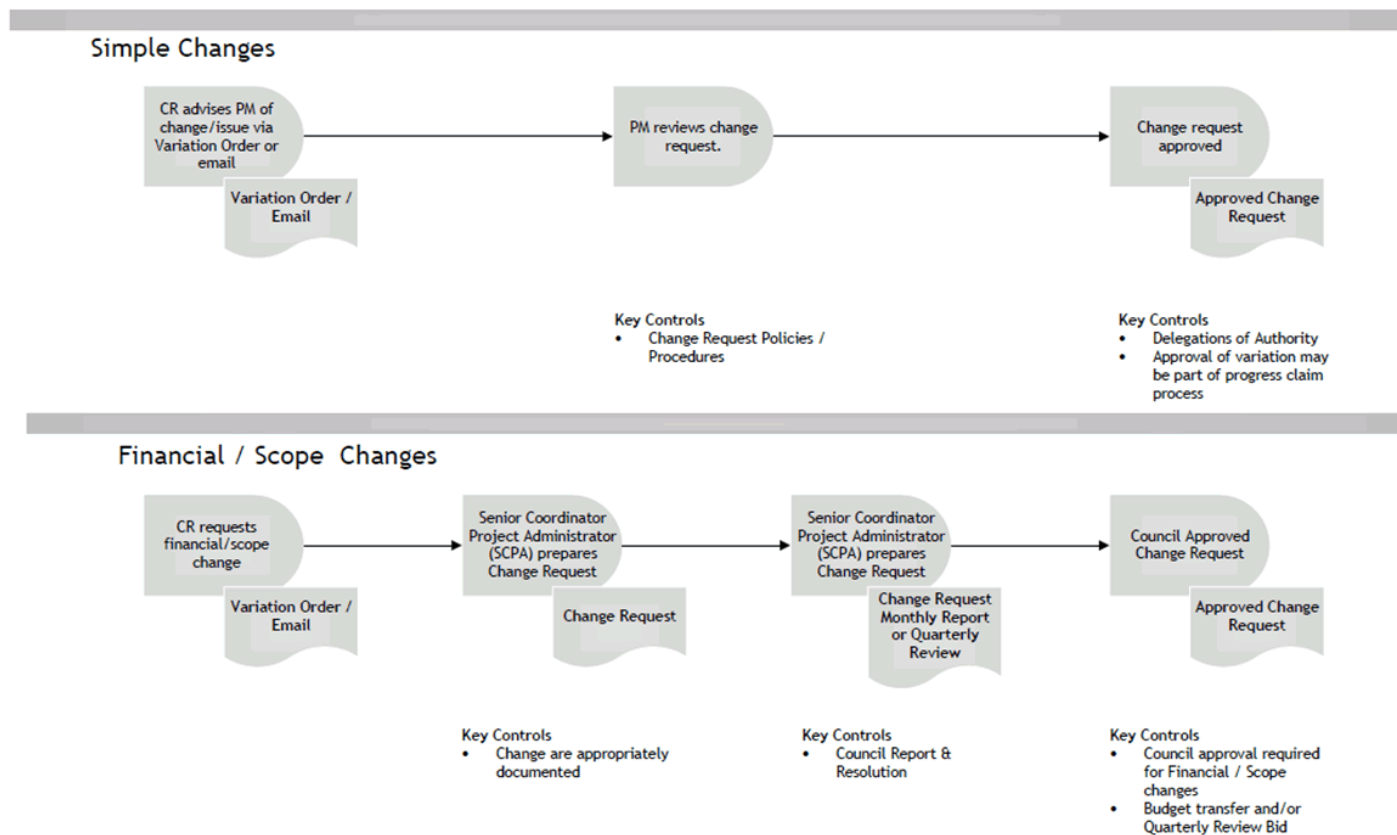 Simple Changes
CR advises PM of
change/issue via
Variation Order or
email
Variation Order /
Email
PM reviews change
request.
Change request
approved
Approved Change
Request
Key Controls
• Change Request Policies /
Procedures
Key Controls
• Delegations of Authority
• Approval of variation may
be part of progress claim
process
Financial / Scope Changes
CR requests
financial/scope
change
Variation Order /
Email
Senior Coordinator
Project Administrator
(SCPA) prepares
Change Request
Change Request
Senior Coordinator
Project Administrator
(SCPA) prepares
Change Request
Change Request
Monthly Report
or Quarterly
Review
Council Approved
Change Request
Approved Change
Request
Key Controls
• Change are appropriately
documented
Key Controls
• Council Report &
Resolution
Key Controls
• Council approval required
for Financial / Scope
changes
• Budget transfer and/or
Quarterly Review Bid